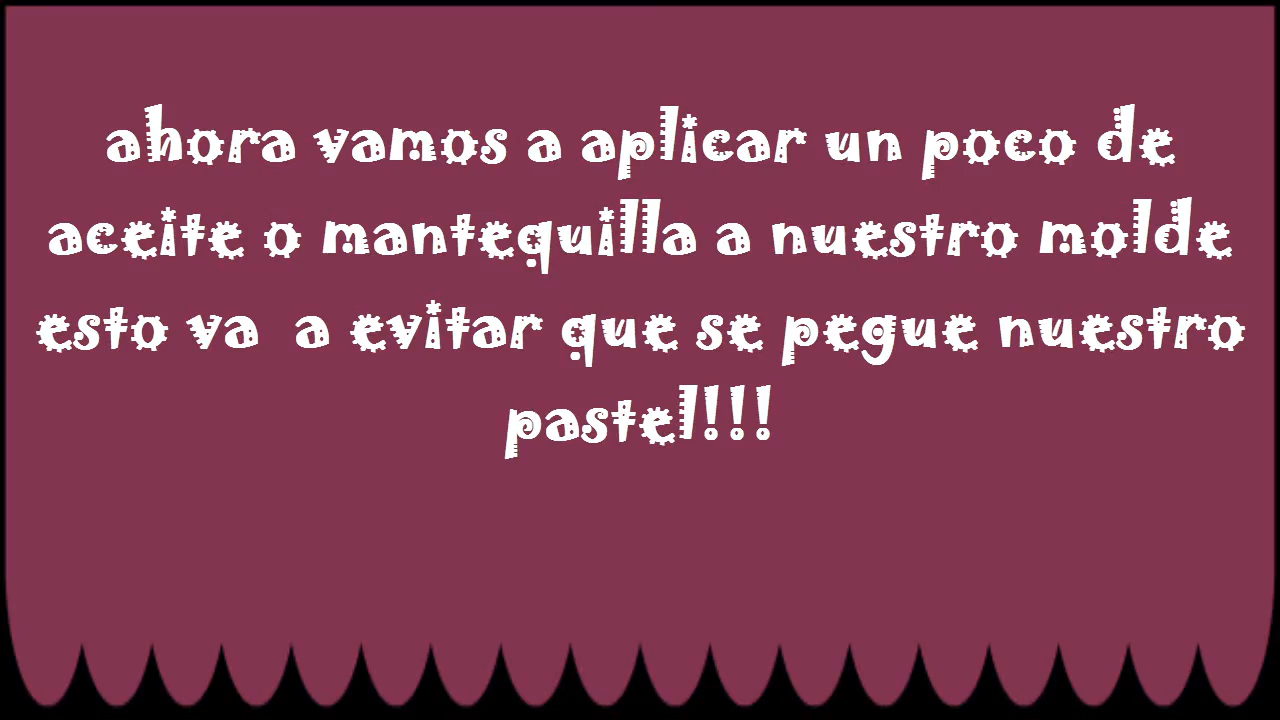 ahora vamos a aplicar un poco de
aceite o mantequilla a nuestro molde
esto va  a evitar que se pegue nuestro
pastel!!!